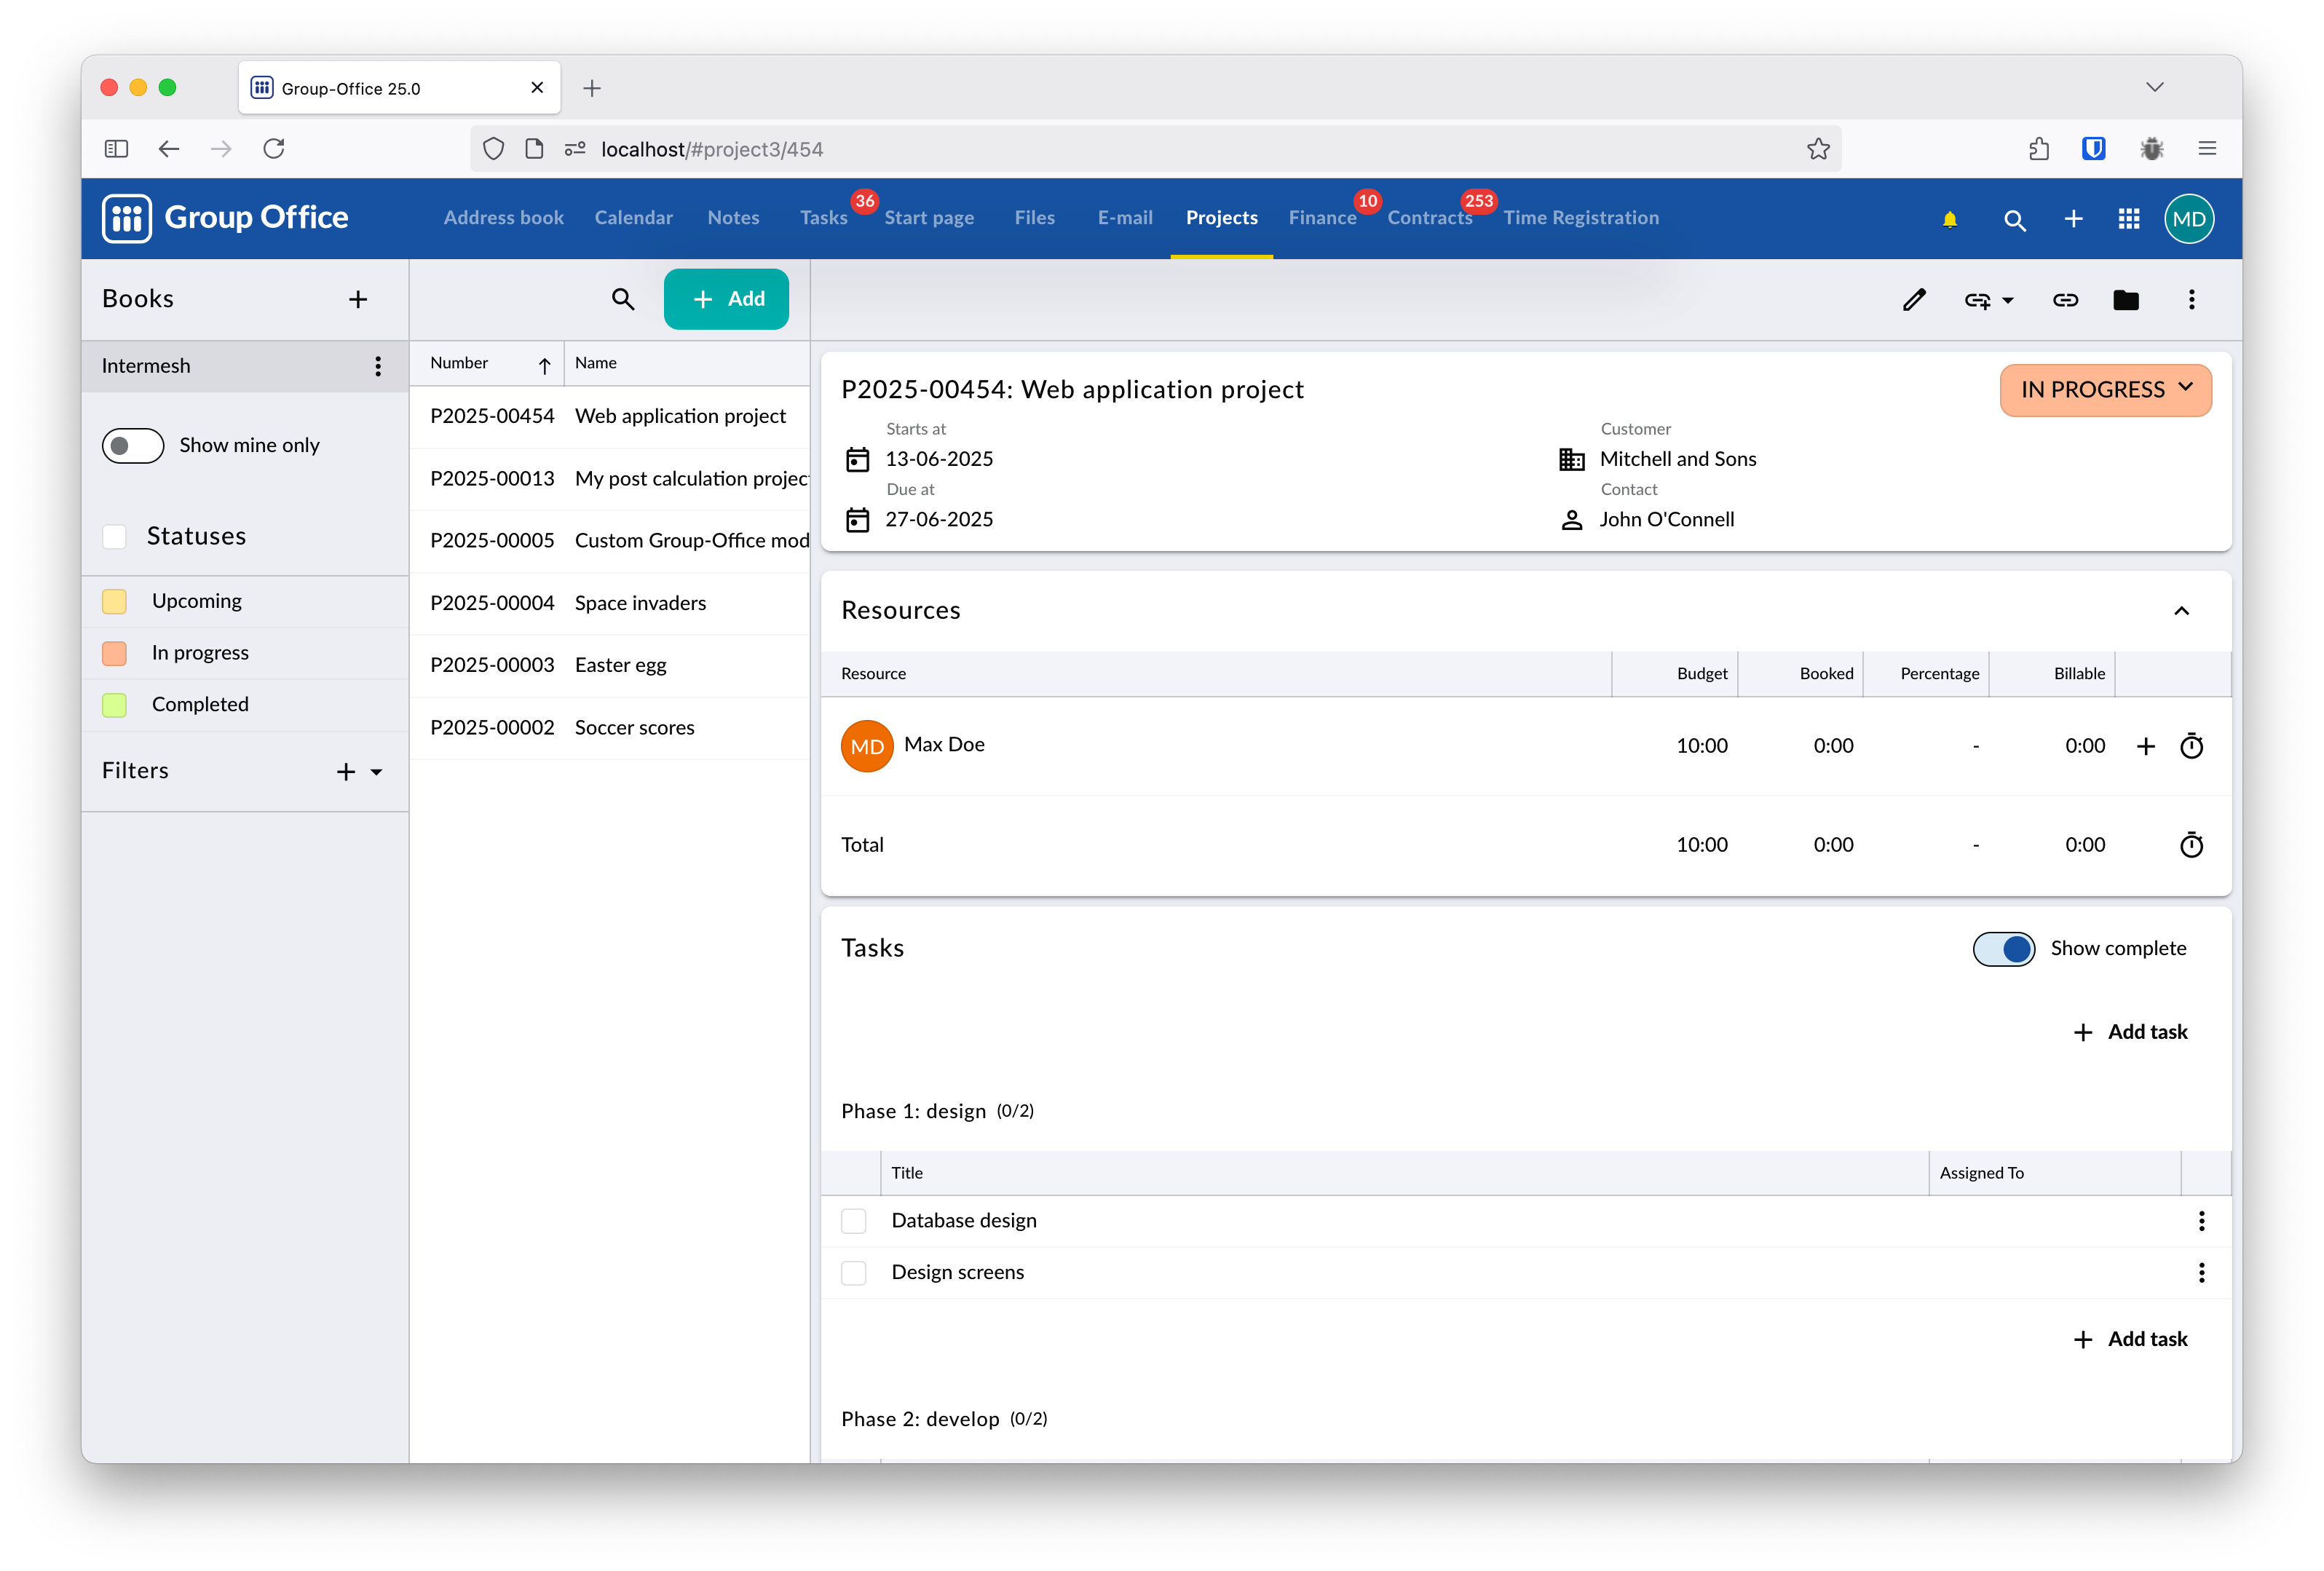 Group-Office 25.0
localhost/#project3/454
Group Office
Address book
Calendar
Notes
Tasks 36
Start page
Files
E-mail
Projects
Finance 10
Contracts 253
Time Registration
MD
Books
Intermesh
Show mine only
Statuses
Upcoming
In progress
Completed
Filters
Add
Number Name
P2025-00454 Web application project
P2025-00013 My post calculation projec
P2025-00005 Custom Group-Office mod
P2025-00004 Space invaders
P2025-00003 Easter egg
P2025-00002 Soccer scores
P2025-00454: Web application project
IN PROGRESS
Starts at
13-06-2025
Due at
27-06-2025
Customer
Mitchell and Sons
Contact
John O'Connell
Resources
Resource Budget Booked Percentage Billable
MD Max Doe 10:00 0:00 - 0:00
Total 10:00 0:00 - 0:00
Tasks
Show complete
Add task
Phase 1: design (0/2)
Title Assigned To
Database design
Design screens
Add task
Phase 2: develop (0/2)